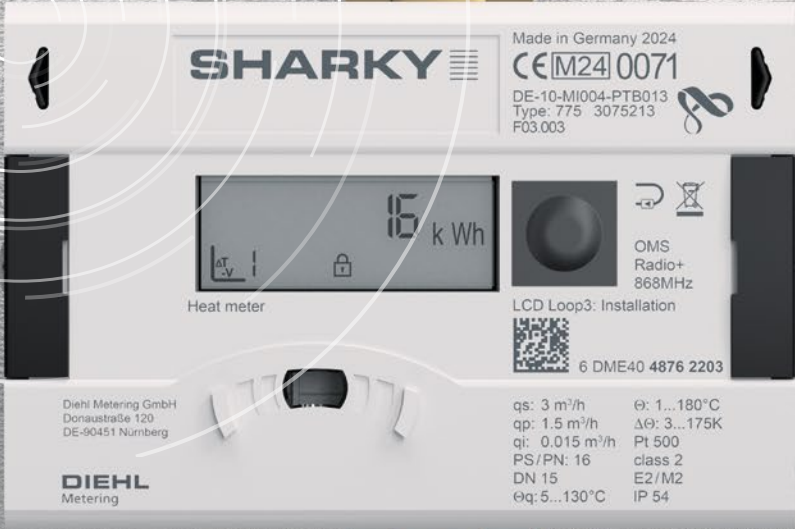 SHARKY
Made in Germany 2024
CE M24 0071
DE-10-MI004-PTB013
Type: 775 3075213
F03.003
16 k Wh
ΔT
-V 1
OMS
Radio+
868MHz
Heat meter
LCD Loop3: Installation
6 DME40 4876 2203
Diehl Metering GmbH
Donaustraße 120
DE-90451 Nürnberg
DIEHL
Metering
qs: 3 m³/h Θ: 1...180°C
qp: 1.5 m³/h ΔΘ: 3...175K
qi: 0.015 m³/h Pt 500
PS/PN: 16 class 2
DN 15 E2/M2
Θq: 5...130°C IP 54